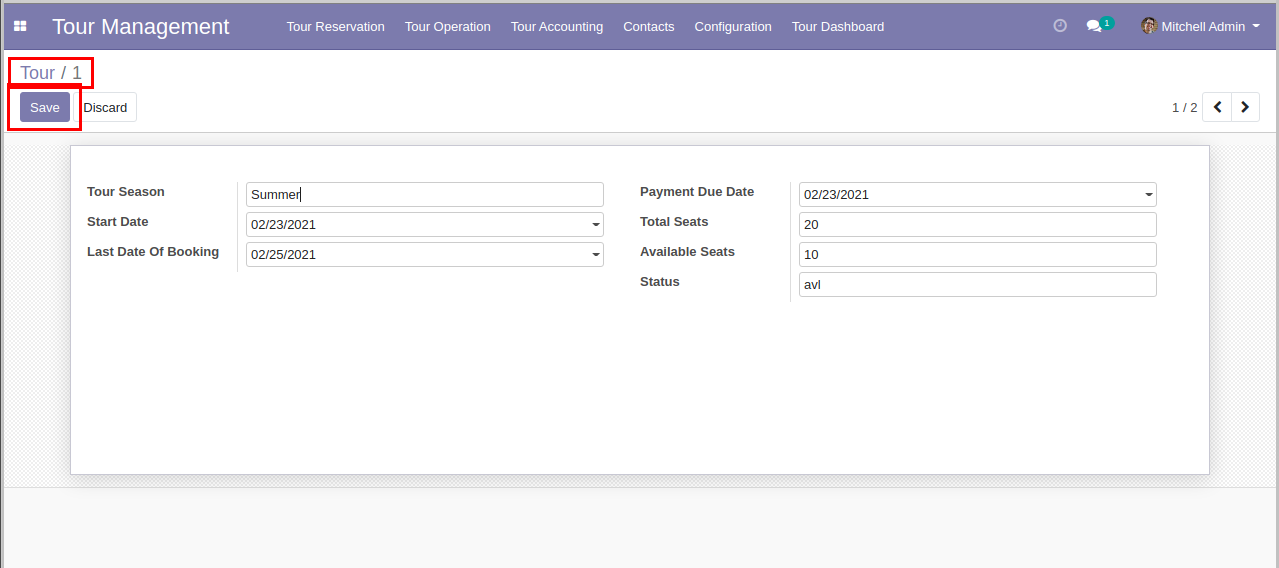 Tour Management Tour Reservation Tour Operation Tour Accounting Contacts Configuration Tour Dashboard 1 Mitchell Admin
Tour / 1
Save Discard 1 / 2
Tour Season Summer
Start Date 02/23/2021
Last Date Of Booking 02/25/2021
Payment Due Date 02/23/2021
Total Seats 20
Available Seats 10
Status avl